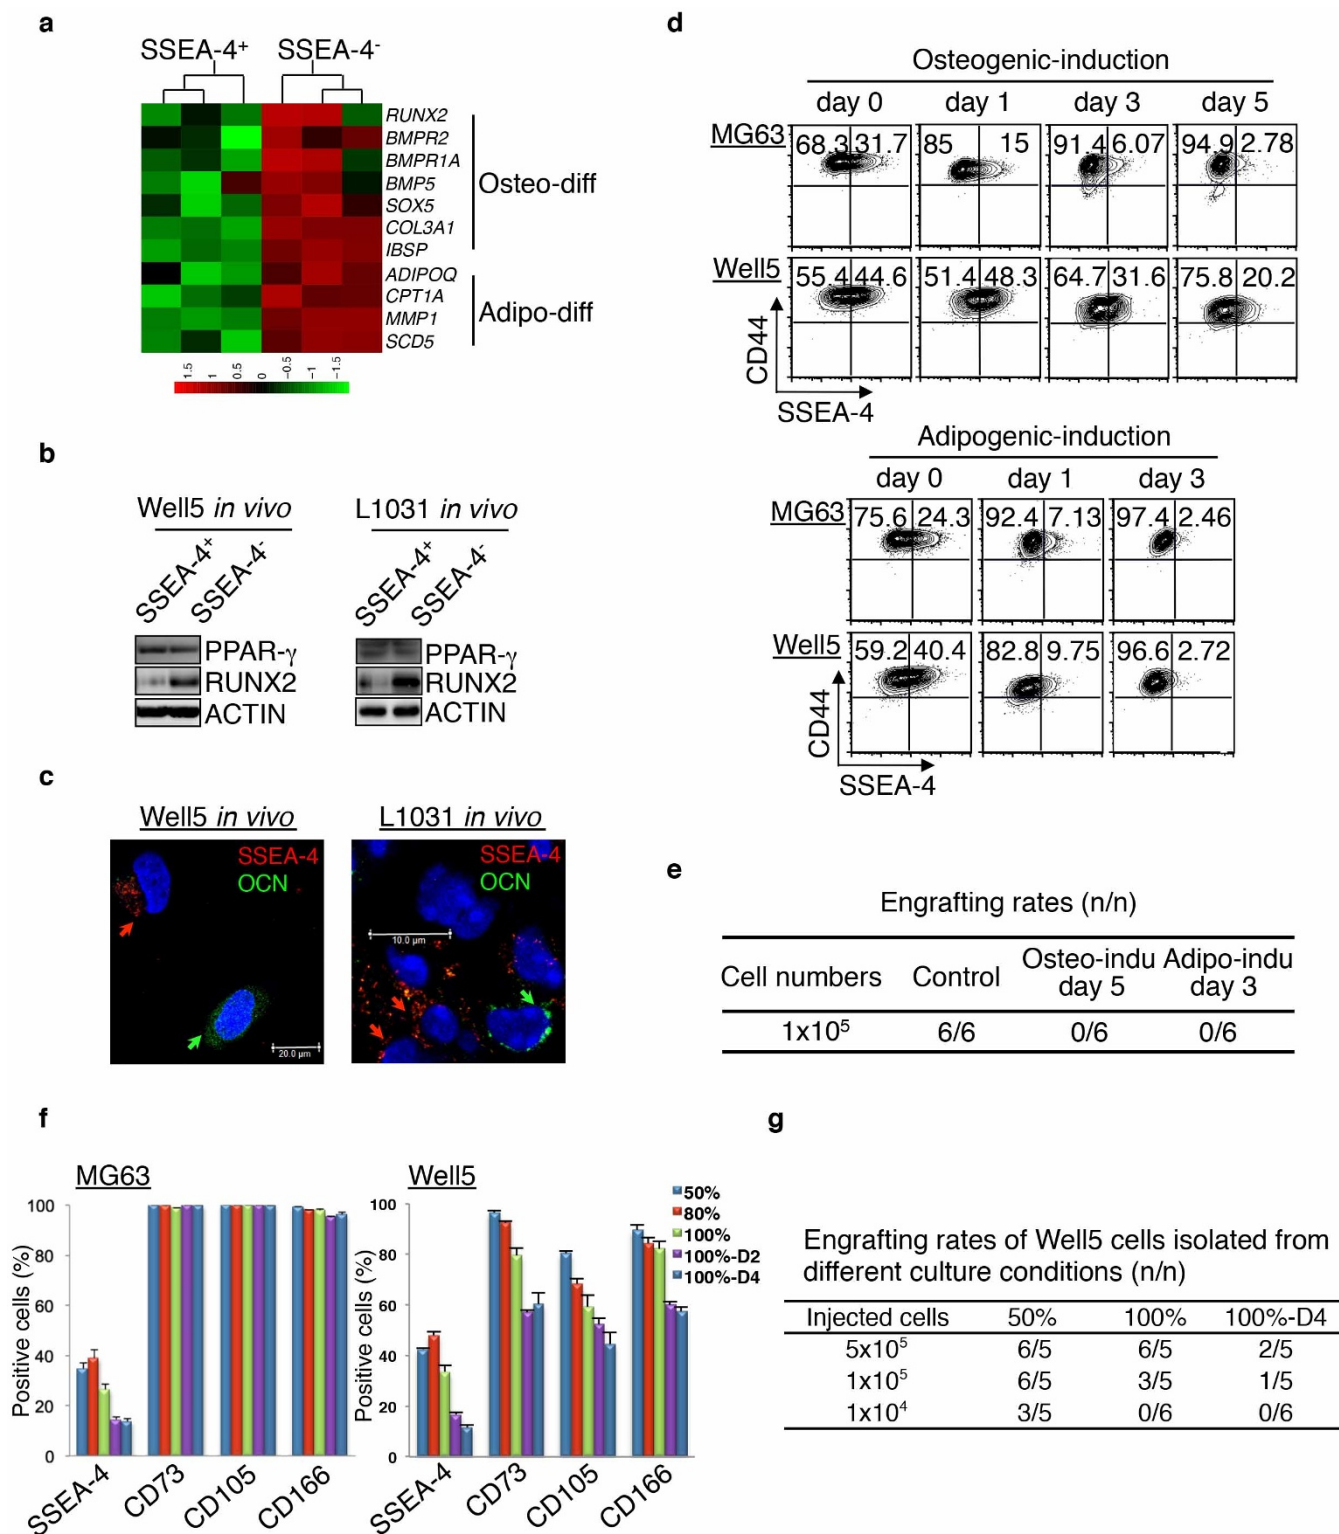 a
SSEA-4⁺ SSEA-4⁻
RUNX2
BMPR2
BMPR1A
BMP5
SOX5
COL3A1
IBSP
ADIPOQ
CPT1A
MMP1
SCD5
Osteo-diff
Adipo-diff
1.5 1 0.5 0 -0.5 -1 -1.5
b
Well5 in vivo L1031 in vivo
SSEA-4⁺ SSEA-4⁻ SSEA-4⁺ SSEA-4⁻
PPAR-γ PPAR-γ
RUNX2 RUNX2
ACTIN ACTIN
c
Well5 in vivo L1031 in vivo
SSEA-4 SSEA-4
OCN OCN
20.0 µm 10.0 µm
d
Osteogenic-induction
day 0 day 1 day 3 day 5
MG63
68.3 31.7 85 15 91.4 6.07 94.9 2.78
Well5
55.4 44.6 51.4 48.3 64.7 31.6 75.8 20.2
CD44
SSEA-4
Adipogenic-induction
day 0 day 1 day 3
MG63
75.6 24.3 92.4 7.13 97.4 2.46
Well5
59.2 40.4 82.8 9.75 96.6 2.72
CD44
SSEA-4
e
Engrafting rates (n/n)
Cell numbers Control Osteo-indu day 5 Adipo-indu day 3
1x10⁵ 6/6 0/6 0/6
f
MG63
Positive cells (%)
100
80
60
40
20
0
SSEA-4 CD73 CD105 CD166
Well5
Positive cells (%)
100
80
60
40
20
0
SSEA-4 CD73 CD105 CD166
50%
80%
100%
100%-D2
100%-D4
g
Engrafting rates of Well5 cells isolated from
different culture conditions (n/n)
Injected cells 50% 100% 100%-D4
5x10⁵ 6/5 6/5 2/5
1x10⁵ 6/5 3/5 1/5
1x10⁴ 3/5 0/6 0/6